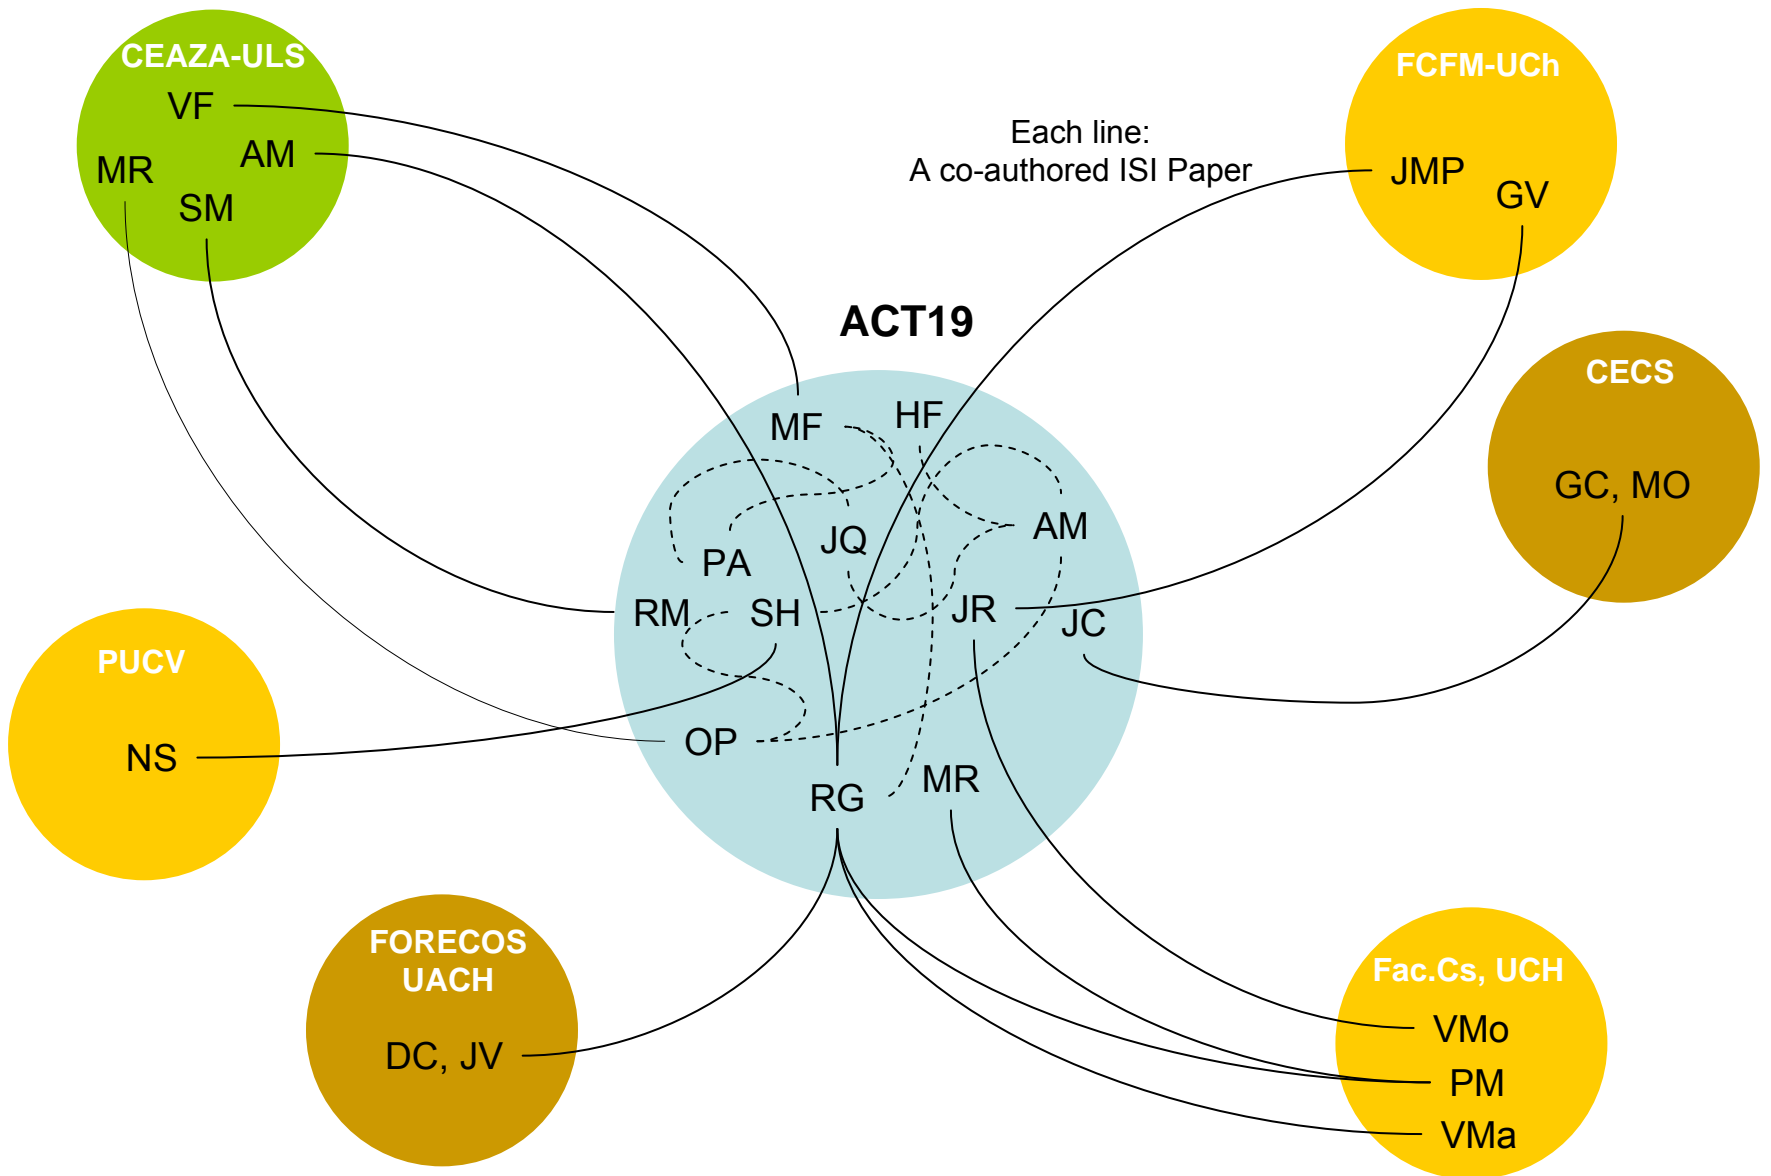 CEAZA-ULS
VF
AM
MR
SM
Each line:
A co-authored ISI Paper
FCFM-UCh
JMP
GV
ACT19
CECS
GC, MO
MF
HF
AM
JQ
PA
RM
SH
JR
JC
OP
RG
MR
PUCV
NS
FORECOS
UACH
DC, JV
Fac.Cs, UCH
VMo
PM
VMa